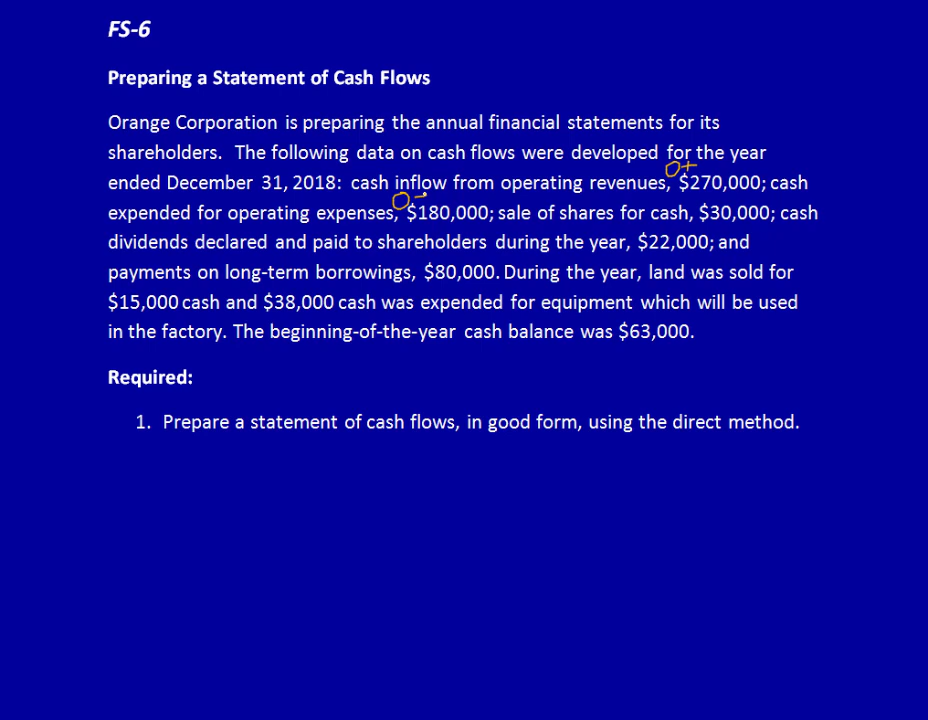 FS-6
Preparing a Statement of Cash Flows
Orange Corporation is preparing the annual financial statements for its
shareholders. The following data on cash flows were developed for the year
O+
ended December 31, 2018: cash inflow from operating revenues, $270,000; cash
O-
expended for operating expenses, $180,000; sale of shares for cash, $30,000; cash
dividends declared and paid to shareholders during the year, $22,000; and
payments on long-term borrowings, $80,000. During the year, land was sold for
$15,000 cash and $38,000 cash was expended for equipment which will be used
in the factory. The beginning-of-the-year cash balance was $63,000.
Required:
1. Prepare a statement of cash flows, in good form, using the direct method.